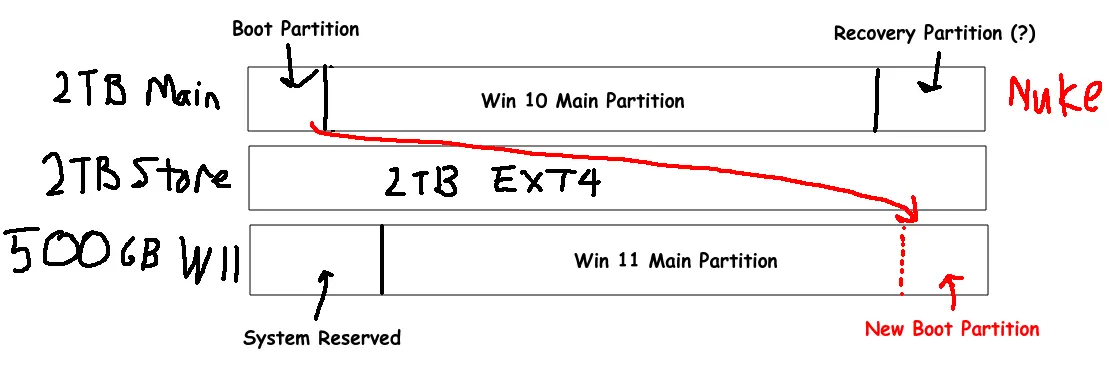 Boot Partition
Recovery Partition (?)
2TB Main
Win 10 Main Partition
Nuke
2TB Store
2TB EXT4
500GB W11
Win 11 Main Partition
System Reserved
New Boot Partition